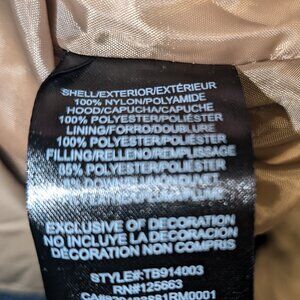 SHELL/EXTERIOR/EXTÉRIEUR
100% NYLON/POLYAMIDE
HOOD/CAPUCHA/CAPUCHE
100% POLYESTER/POLIÉSTER
LINING/FORRO/DOUBLURE
100% POLYESTER/POLIÉSTER
FILLING/RELLENO/REMPLISSAGE
85% POLYESTER/POLIÉSTER
EXCLUSIVE OF DECORATION
NO INCLUYE LA DECORACIÓN
DÉCORATION NON COMPRIS
STYLE#:TB914003
RN#:125663